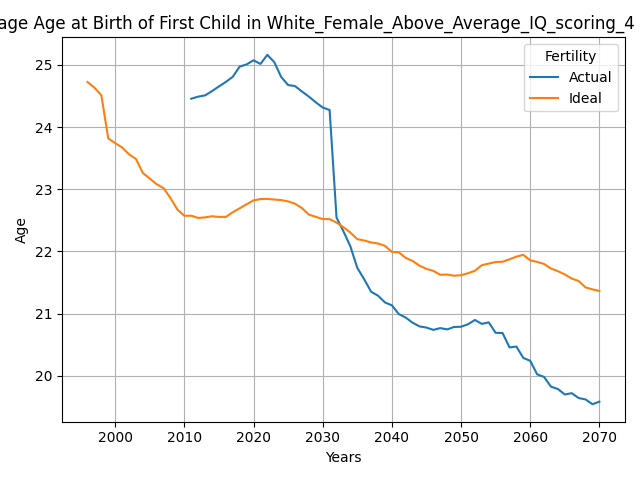 age Age at Birth of First Child in White_Female_Above_Average_IQ_scoring_4
Fertility
Actual
Ideal
Age
25
24
23
22
21
20
2000 2010 2020 2030 2040 2050 2060 2070
Years